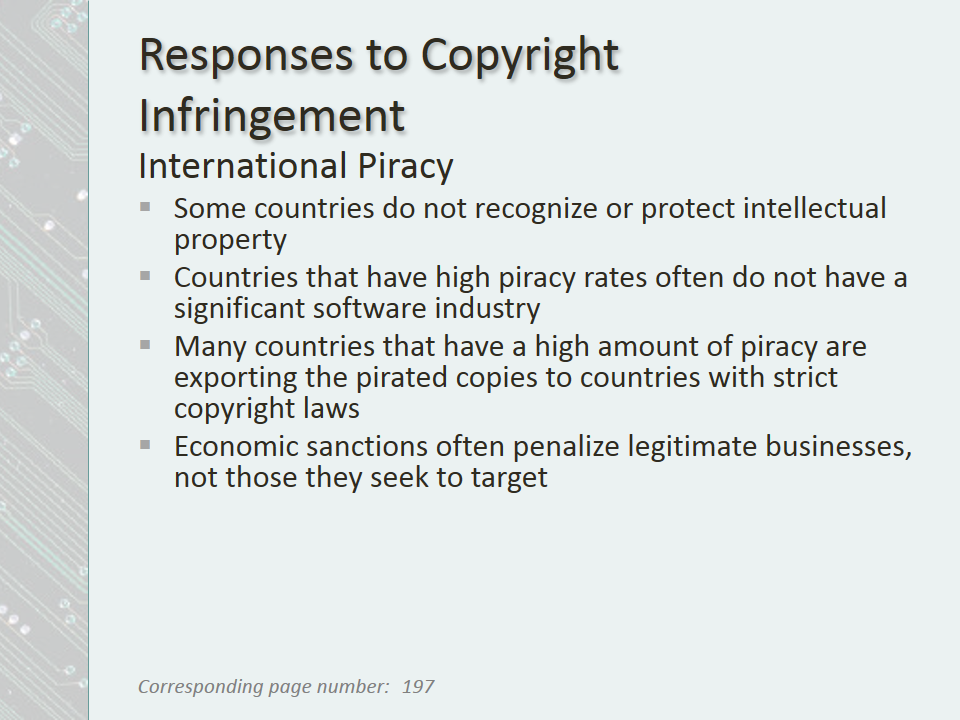 Responses to Copyright
Infringement
International Piracy
▪ Some countries do not recognize or protect intellectual
property
▪ Countries that have high piracy rates often do not have a
significant software industry
▪ Many countries that have a high amount of piracy are
exporting the pirated copies to countries with strict
copyright laws
▪ Economic sanctions often penalize legitimate businesses,
not those they seek to target
Corresponding page number: 197